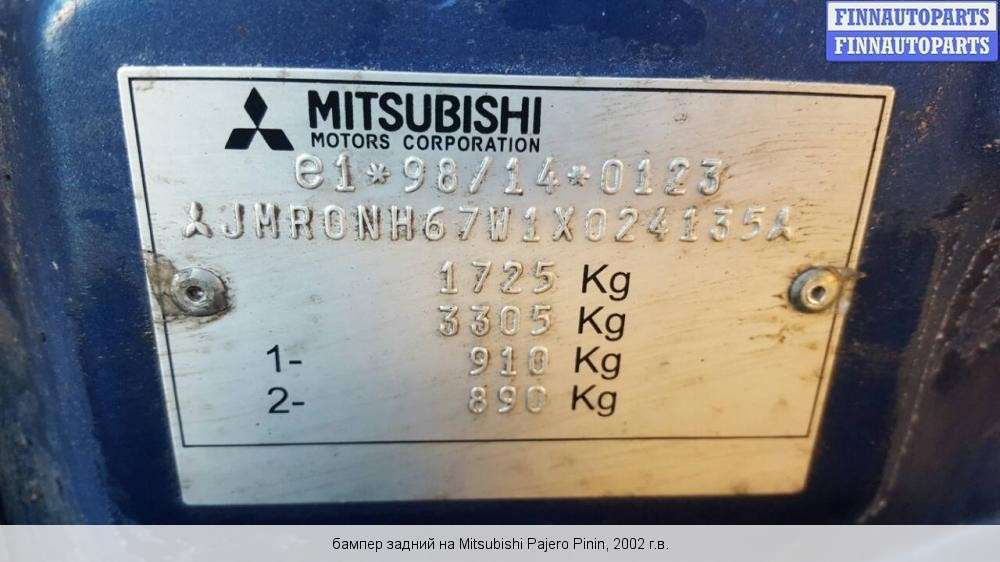 FINNAUTOPARTS
FINNAUTOPARTS
MITSUBISHI
MOTORS CORPORATION
e1*98/14*0123
JMR0NH67W1X024135A
1725 Kg
3305 Kg
1- 910 Kg
2- 890 Kg
бампер задний на Mitsubishi Pajero Pinin, 2002 г.в.